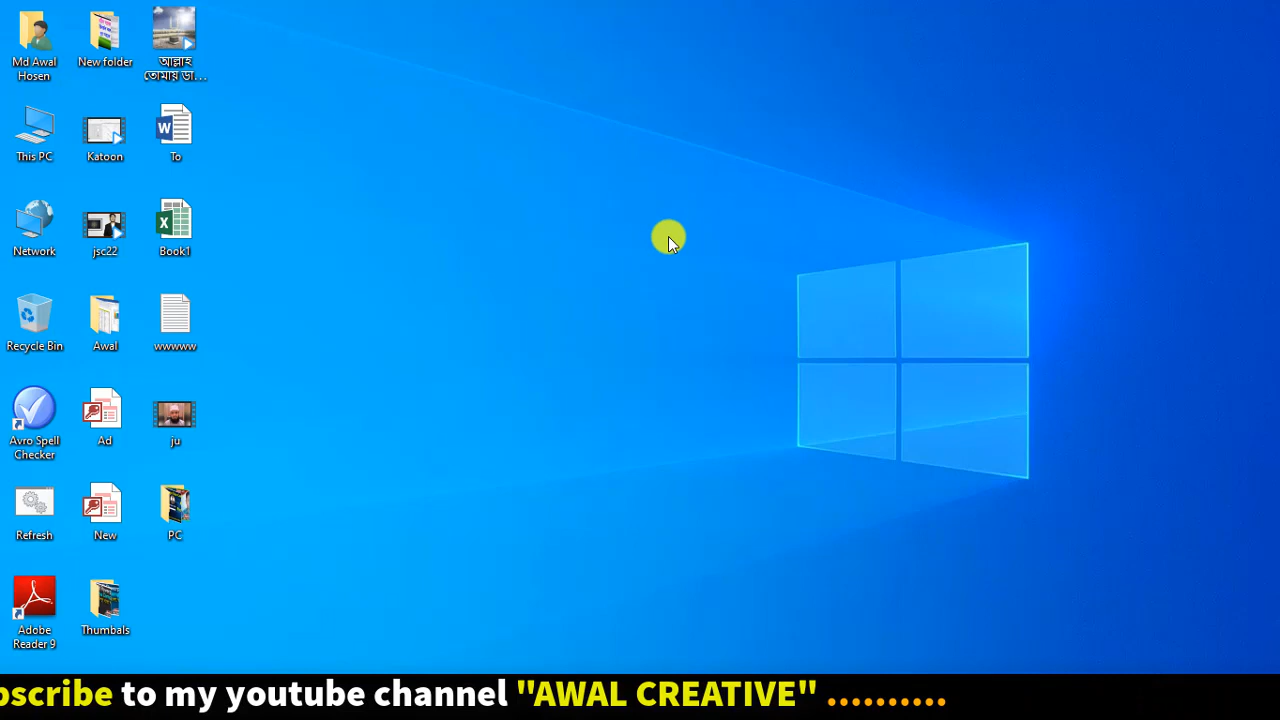 Md Awal
Hosen
New folder
আল্লাহ
তোমায় ডা...
This PC
Katoon
To
Network
jsc22
Book1
Recycle Bin
Awal
wwwww
Avro Spell
Checker
Ad
ju
Refresh
New
PC
Adobe
Reader 9
Thumbals
bscribe to my youtube channel "AWAL CREATIVE" ..........